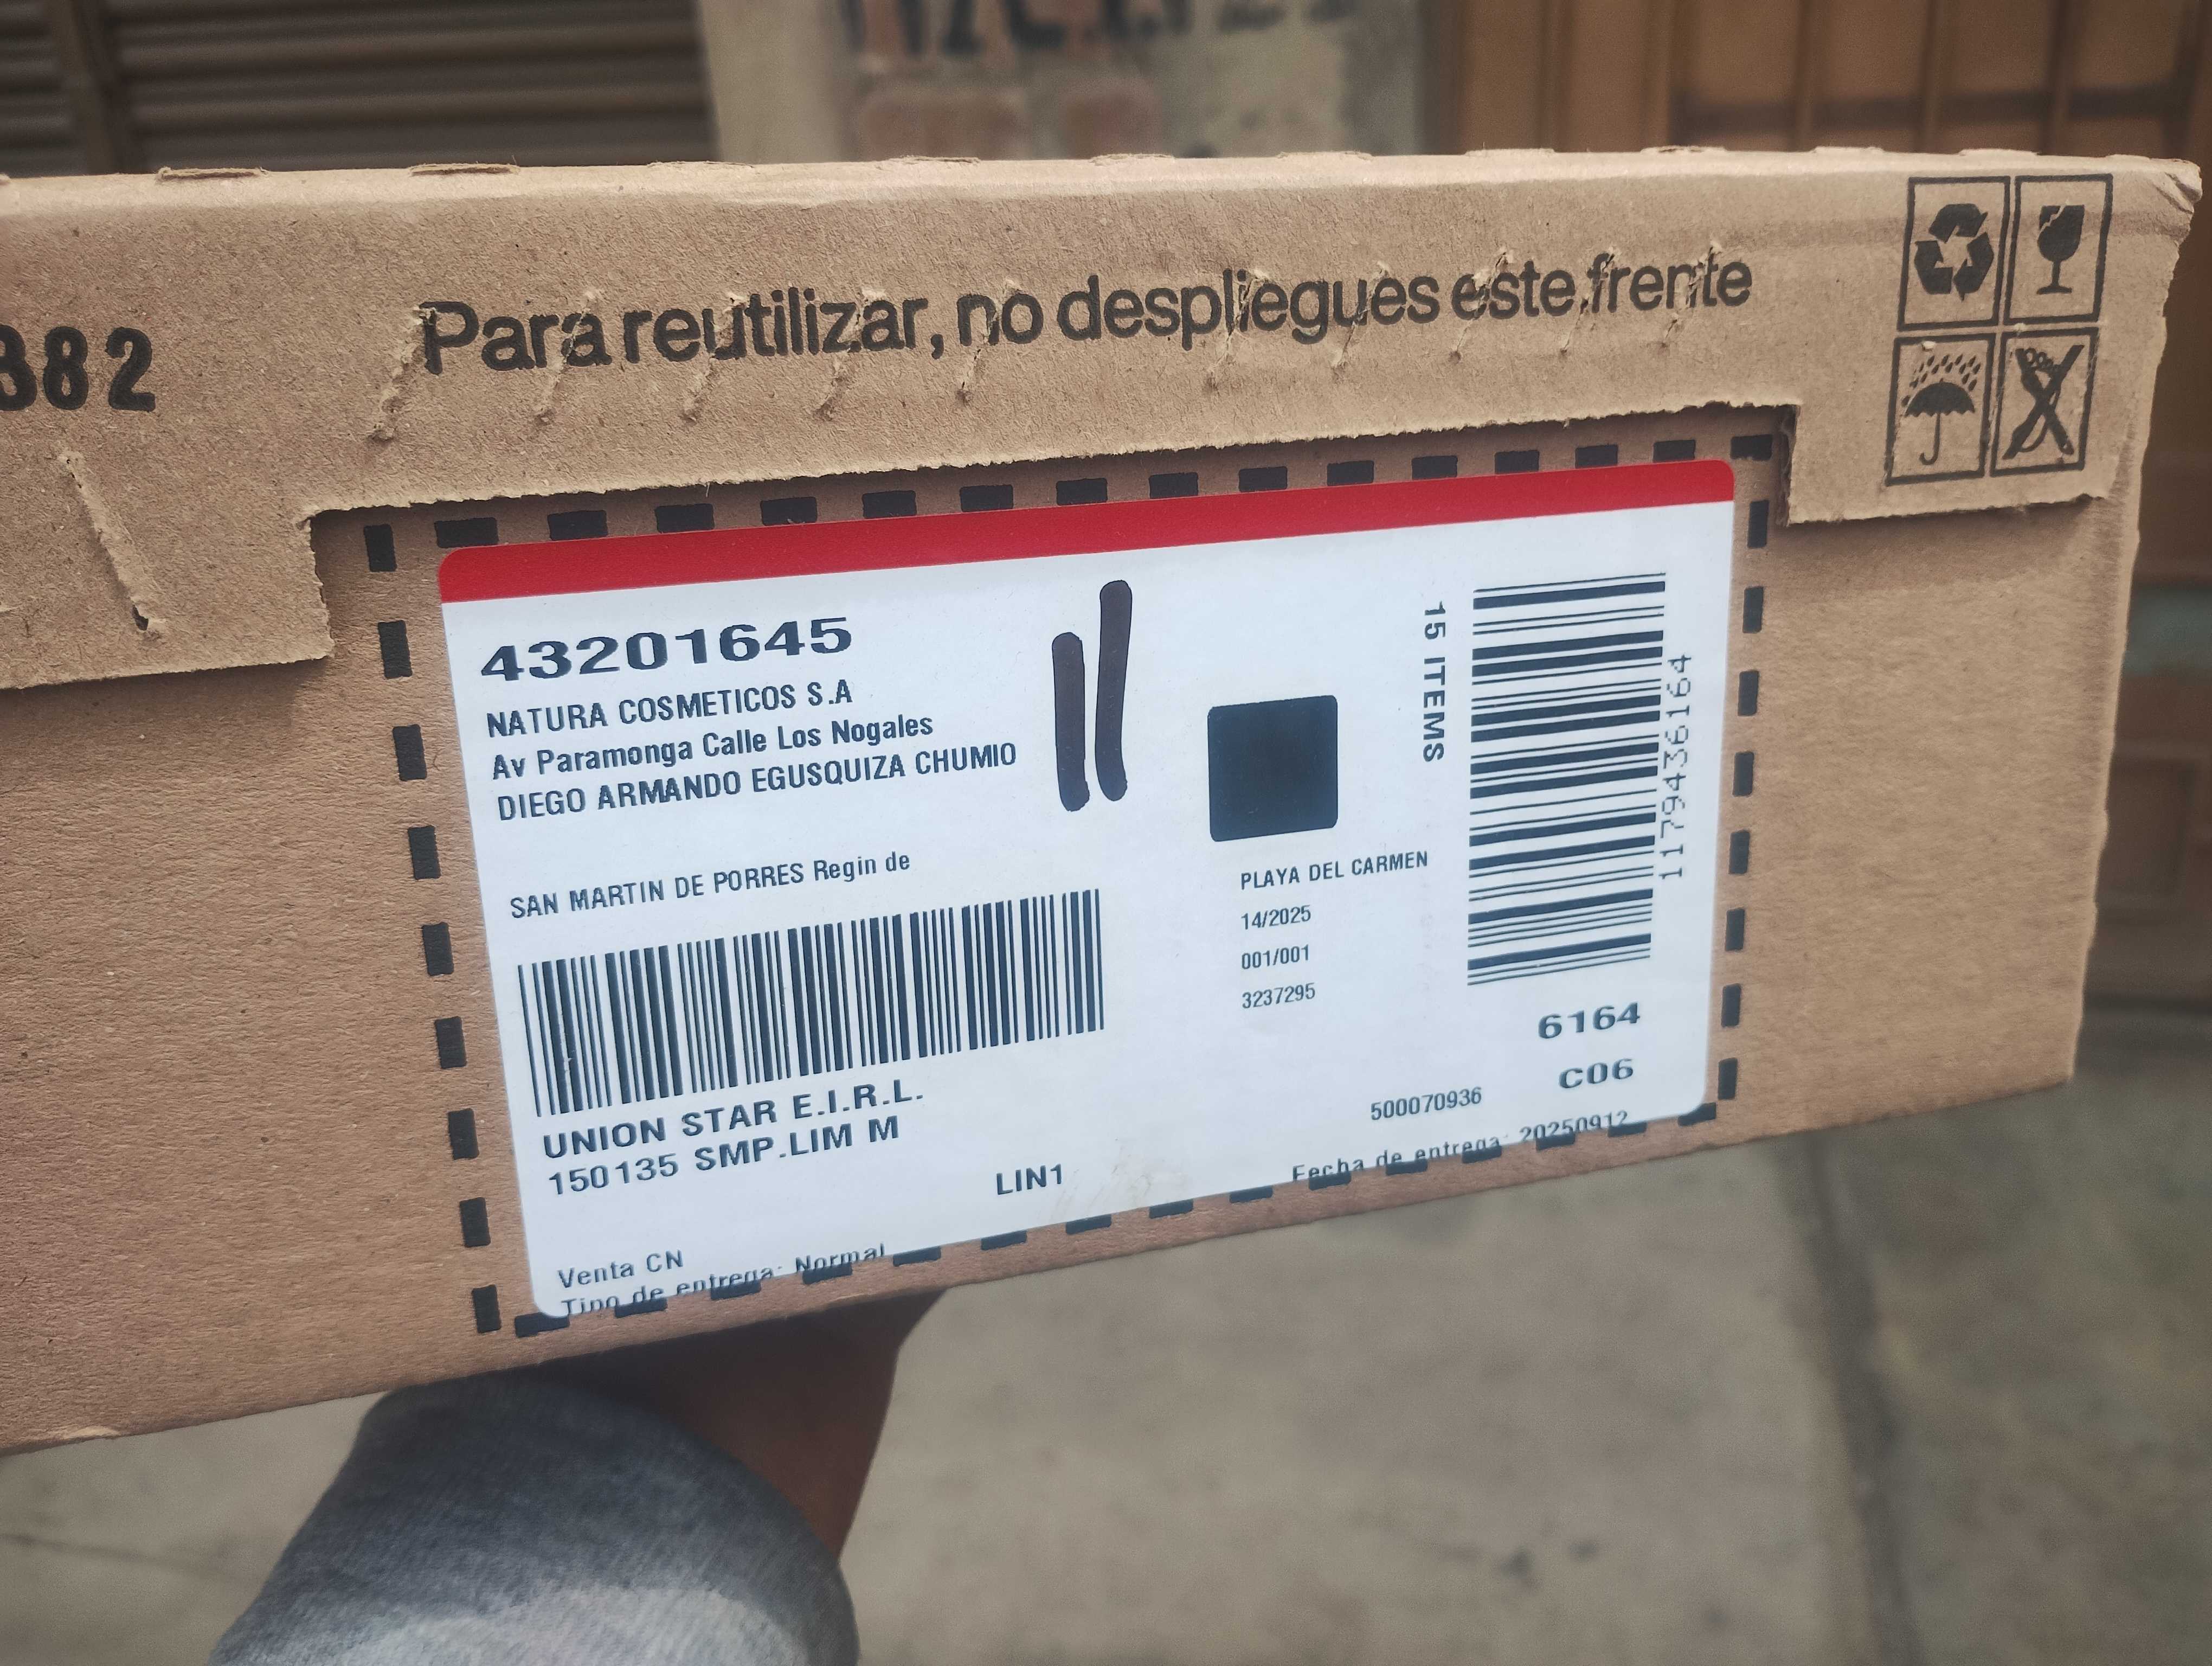 382
Para reutilizar, no despliegues este frente
43201645
NATURA COSMETICOS S.A
Av Paramonga Calle Los Nogales
DIEGO ARMANDO EGUSQUIZA CHUMIO
SAN MARTIN DE PORRES Regin de
UNION STAR E.I.R.L.
150135 SMP.LIM M
LIN1
Venta CN
Tipo de entrega: Normal
15 ITEMS
1179436164
PLAYA DEL CARMEN
14/2025
001/001
3237295
6164
C06
500070936
Fecha de entrega: 20250912